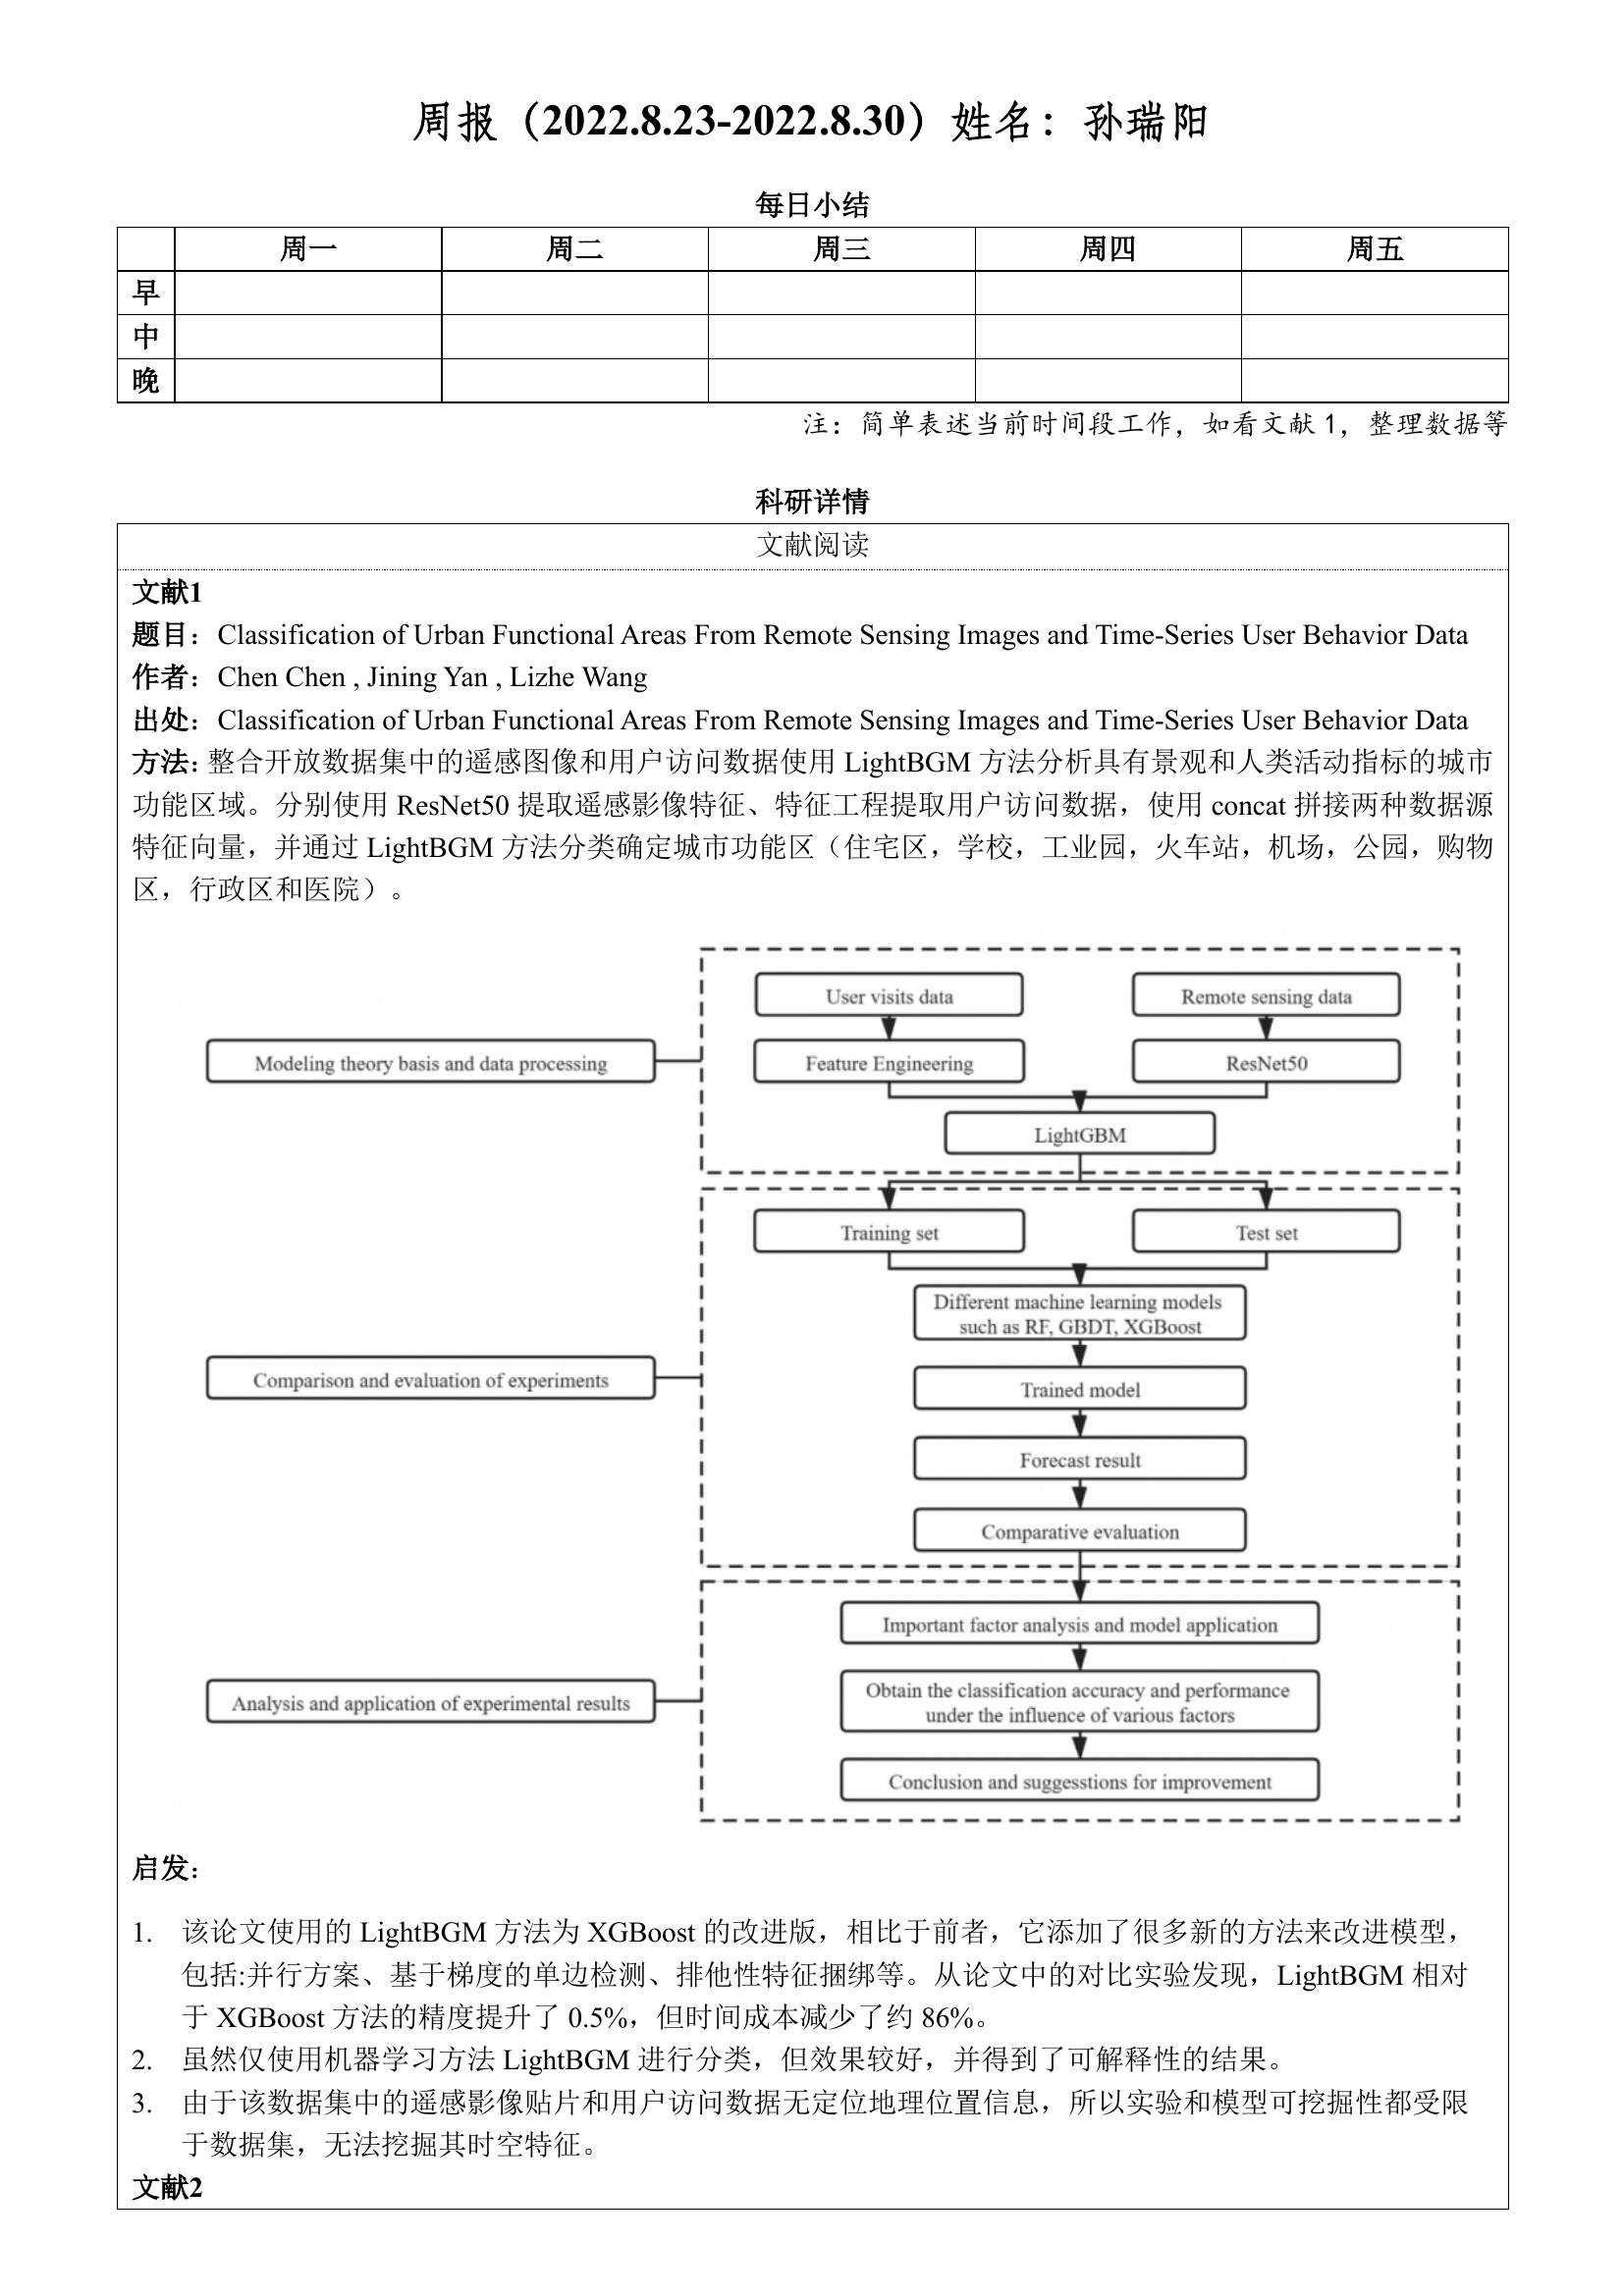 周报（2022.8.23-2022.8.30）姓名：孙瑞阳
每日小结
周一 周二 周三 周四 周五
早
中
晚
注：简单表述当前时间段工作，如看文献 1，整理数据等
科研详情
文献阅读
文献1
题目：Classification of Urban Functional Areas From Remote Sensing Images and Time-Series User Behavior Data
作者：Chen Chen , Jining Yan , Lizhe Wang
出处：Classification of Urban Functional Areas From Remote Sensing Images and Time-Series User Behavior Data
方法：整合开放数据集中的遥感图像和用户访问数据使用 LightBGM 方法分析具有景观和人类活动指标的城市
功能区域。分别使用 ResNet50 提取遥感影像特征、特征工程提取用户访问数据，使用 concat 拼接两种数据源
特征向量，并通过 LightBGM 方法分类确定城市功能区（住宅区，学校，工业园，火车站，机场，公园，购物
区，行政区和医院）。
User visits data
Remote sensing data
Modeling theory basis and data processing
Feature Engineering
ResNet50
LightGBM
Training set
Test set
Different machine learning models
such as RF, GBDT, XGBoost
Comparison and evaluation of experiments
Trained model
Forecast result
Comparative evaluation
Important factor analysis and model application
Analysis and application of experimental results
Obtain the classification accuracy and performance
under the influence of various factors
Conclusion and suggesstions for improvement
启发：
1. 该论文使用的 LightBGM 方法为 XGBoost 的改进版，相比于前者，它添加了很多新的方法来改进模型，
包括:并行方案、基于梯度的单边检测、排他性特征捆绑等。从论文中的对比实验发现，LightBGM 相对
于 XGBoost 方法的精度提升了 0.5%，但时间成本减少了约 86%。
2. 虽然仅使用机器学习方法 LightBGM 进行分类，但效果较好，并得到了可解释性的结果。
3. 由于该数据集中的遥感影像贴片和用户访问数据无定位地理位置信息，所以实验和模型可挖掘性都受限
于数据集，无法挖掘其时空特征。
文献2